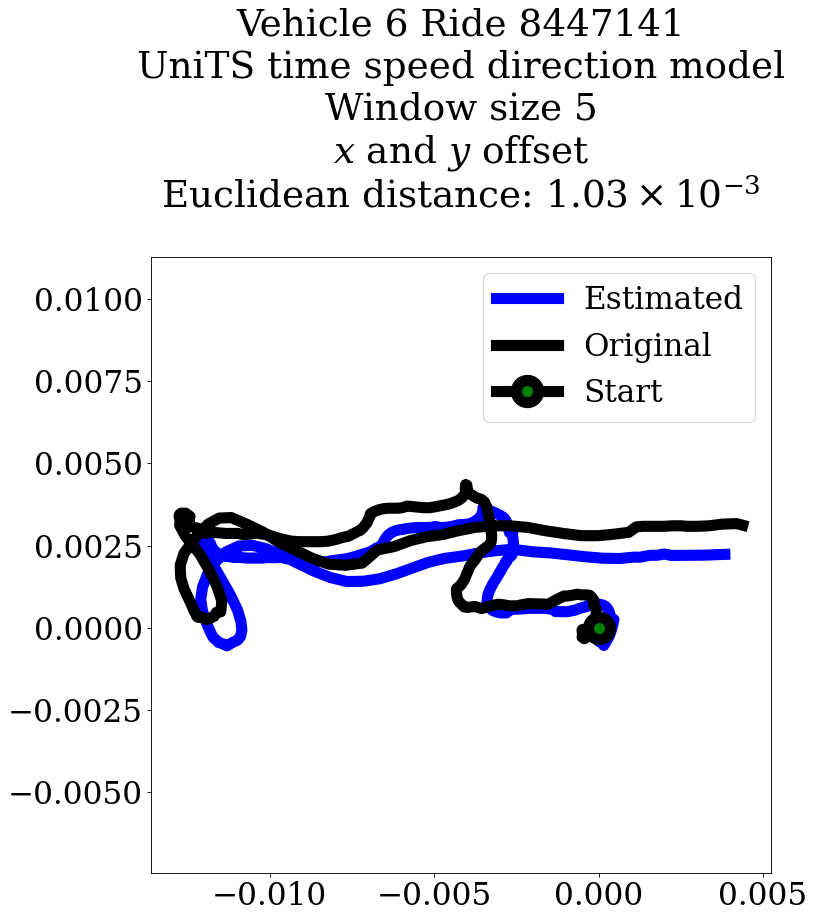 Vehicle 6 Ride 8447141
UniTS time speed direction model
Window size 5
x and y offset
Euclidean distance: 1.03 × 10⁻³
Estimated
Original
Start
0.0100
0.0075
0.0050
0.0025
0.0000
−0.0025
−0.0050
−0.010 −0.005 0.000 0.005